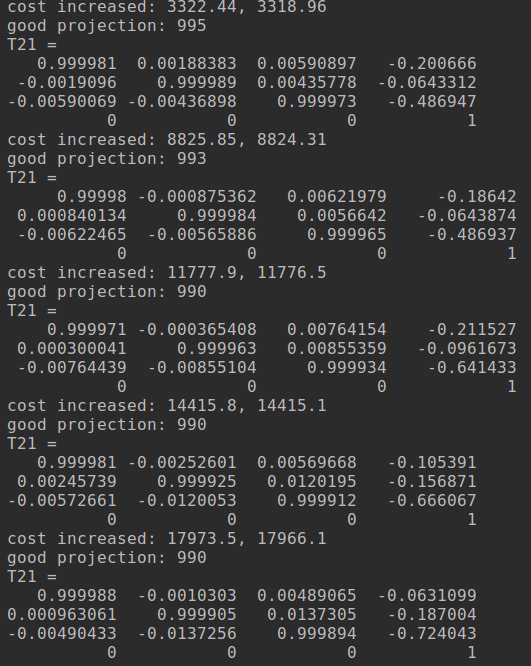 cost increased: 3322.44, 3318.96
good projection: 995
T21 =
0.999981 0.00188383 0.00590897 -0.200666
-0.0019096 0.999989 0.00435778 -0.0643312
-0.00590069 -0.00436898 0.999973 -0.486947
0 0 0 1
cost increased: 8825.85, 8824.31
good projection: 993
T21 =
0.99998 -0.000875362 0.00621979 -0.18642
0.000840134 0.999984 0.0056642 -0.0643874
-0.00622465 -0.00565886 0.999965 -0.486937
0 0 0 1
cost increased: 11777.9, 11776.5
good projection: 990
T21 =
0.999971 -0.000365408 0.00764154 -0.211527
0.000300041 0.999963 0.00855359 -0.0961673
-0.00764439 -0.00855104 0.999934 -0.641433
0 0 0 1
cost increased: 14415.8, 14415.1
good projection: 990
T21 =
0.999981 -0.00252601 0.00569668 -0.105391
0.00245739 0.999925 0.0120195 -0.156871
-0.00572661 -0.0120053 0.999912 -0.666067
0 0 0 1
cost increased: 17973.5, 17966.1
good projection: 990
T21 =
0.999988 -0.0010303 0.00489065 -0.0631099
0.000963061 0.999905 0.0137305 -0.187004
-0.00490433 -0.0137256 0.999894 -0.724043
0 0 0 1